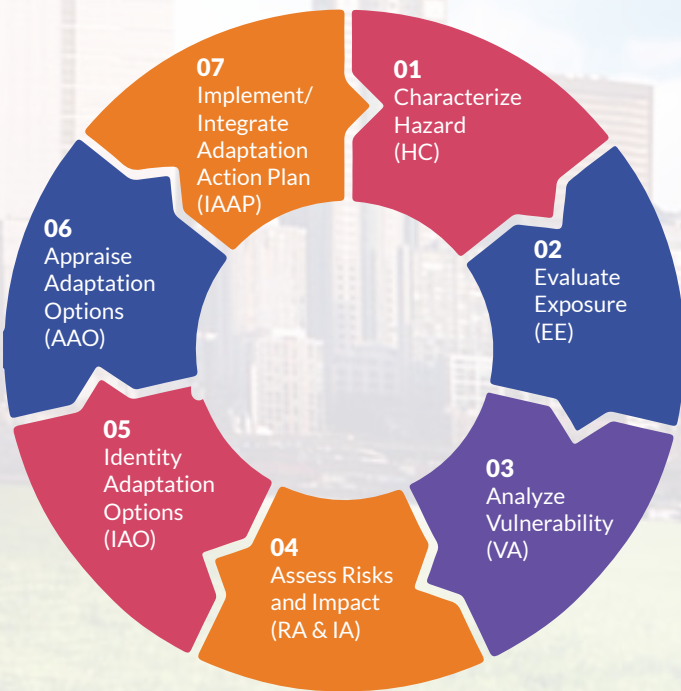 01
Characterize
Hazard
(HC)
02
Evaluate
Exposure
(EE)
03
Analyze
Vulnerability
(VA)
04
Assess Risks
and Impact
(RA & IA)
05
Identity
Adaptation
Options
(IAO)
06
Appraise
Adaptation
Options
(AAO)
07
Implement/
Integrate
Adaptation
Action Plan
(IAAP)